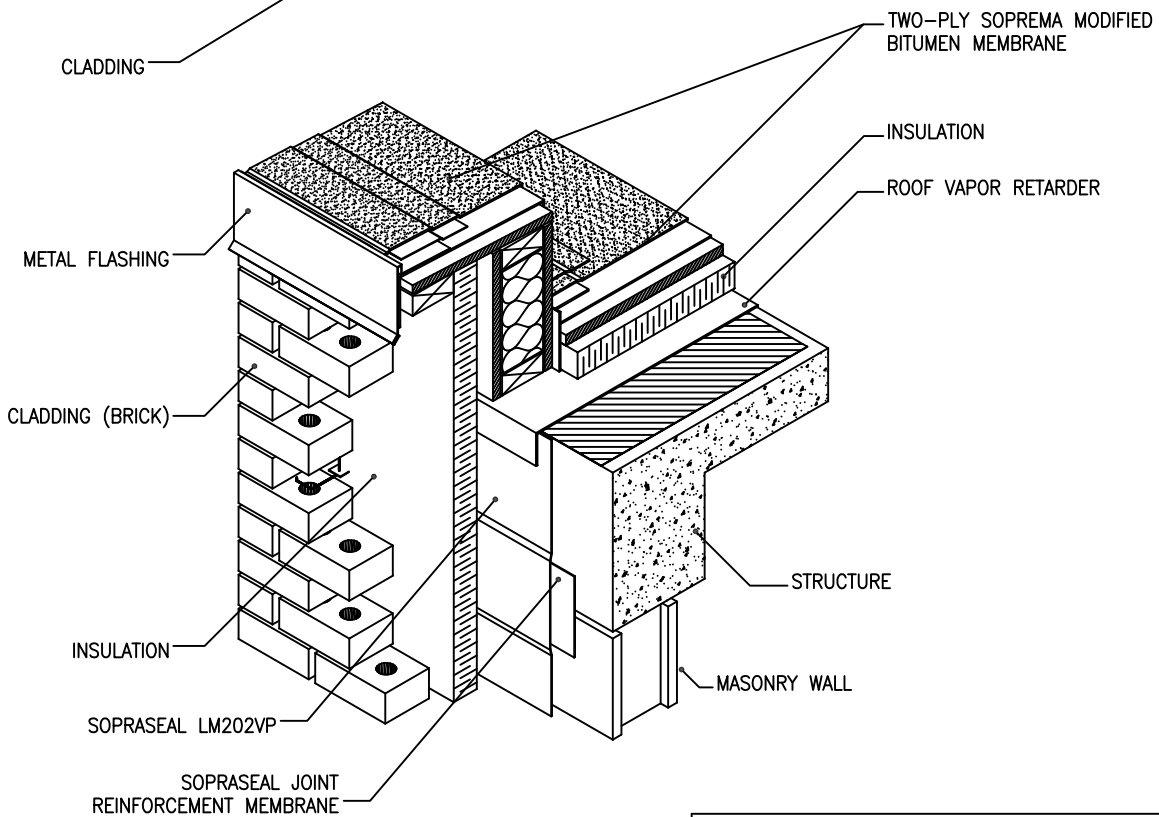 TWO-PLY SOPREMA MODIFIED
BITUMEN MEMBRANE
CLADDING
INSULATION
ROOF VAPOR RETARDER
METAL FLASHING
CLADDING (BRICK)
STRUCTURE
INSULATION
MASONRY WALL
SOPRASEAL LM202VP
SOPRASEAL JOINT
REINFORCEMENT MEMBRANE